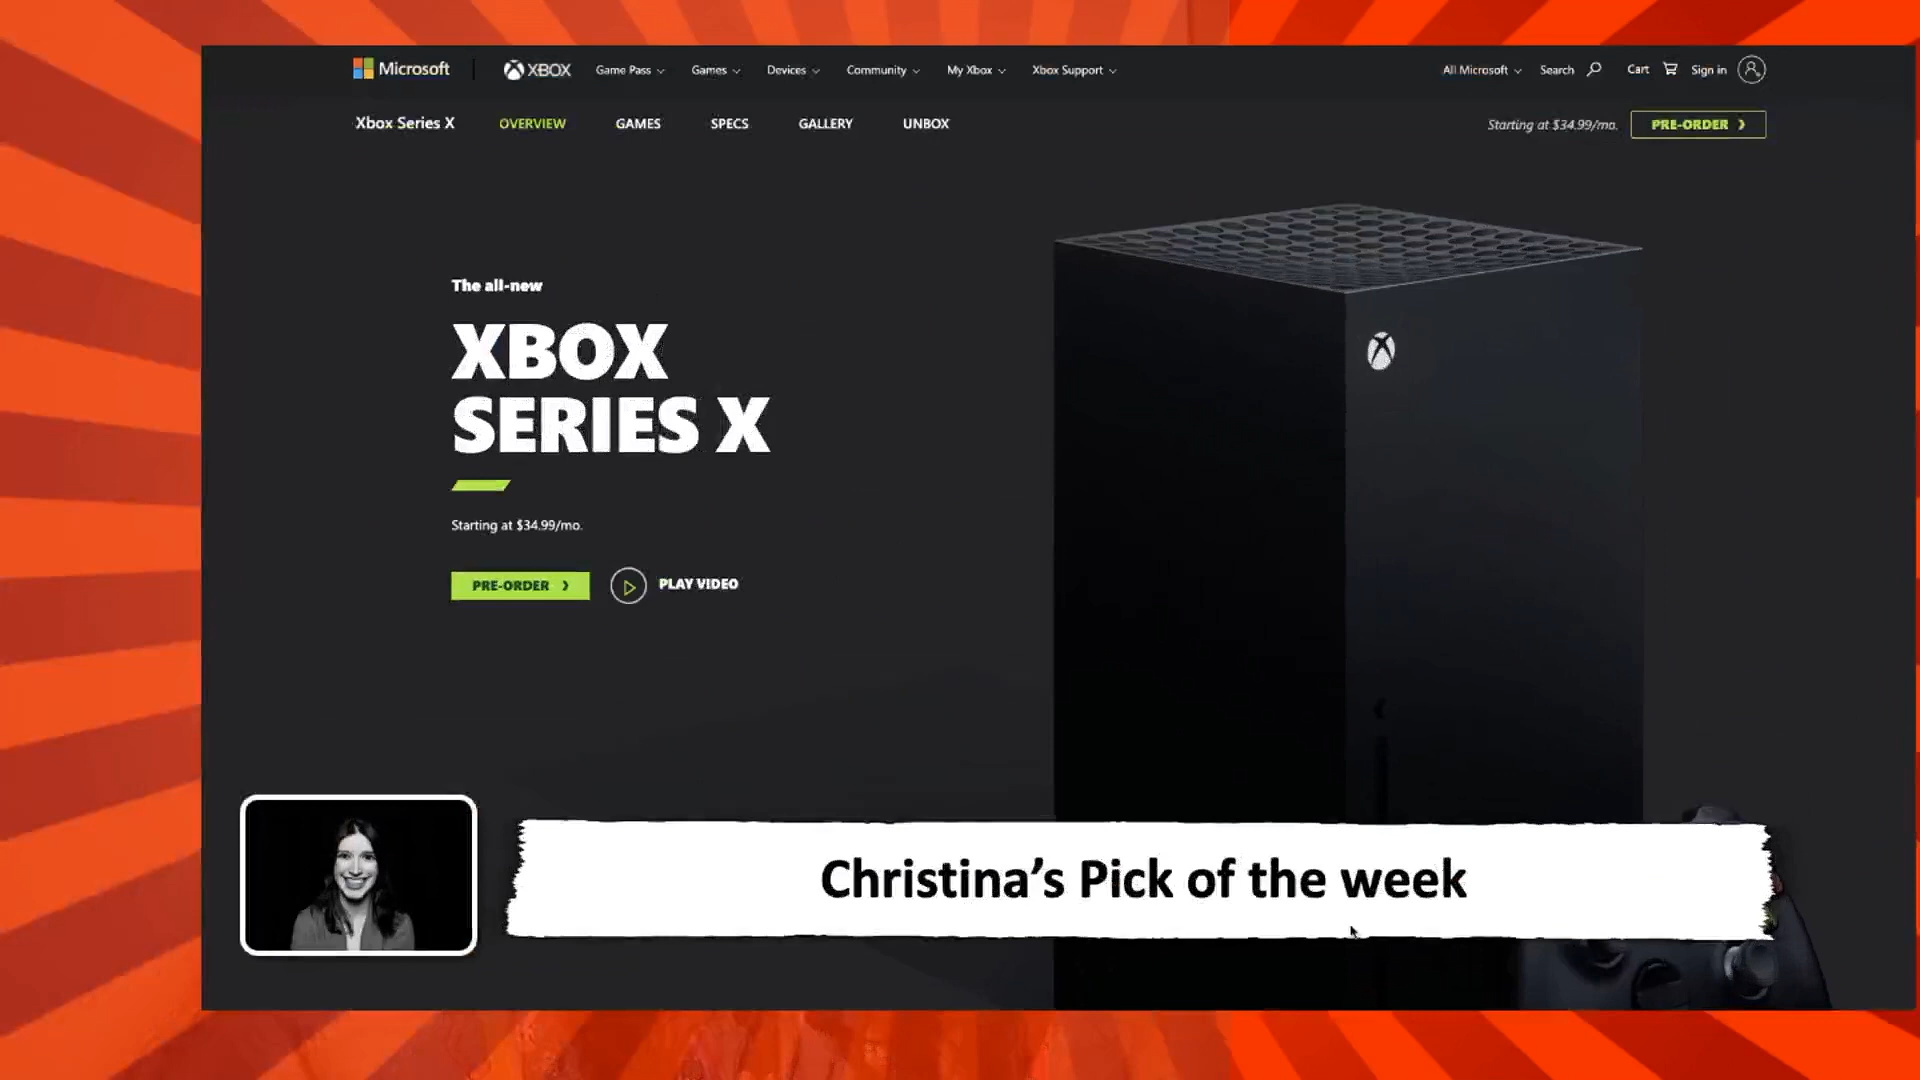 Microsoft XBOX Game Pass Games Devices Community My Xbox Xbox Support All Microsoft Search Cart Sign in
Xbox Series X OVERVIEW GAMES SPECS GALLERY UNBOX Starting at $34.99/mo. PRE-ORDER
The all-new
XBOX
SERIES X
Starting at $34.99/mo.
PRE-ORDER PLAY VIDEO
Christina’s Pick of the week